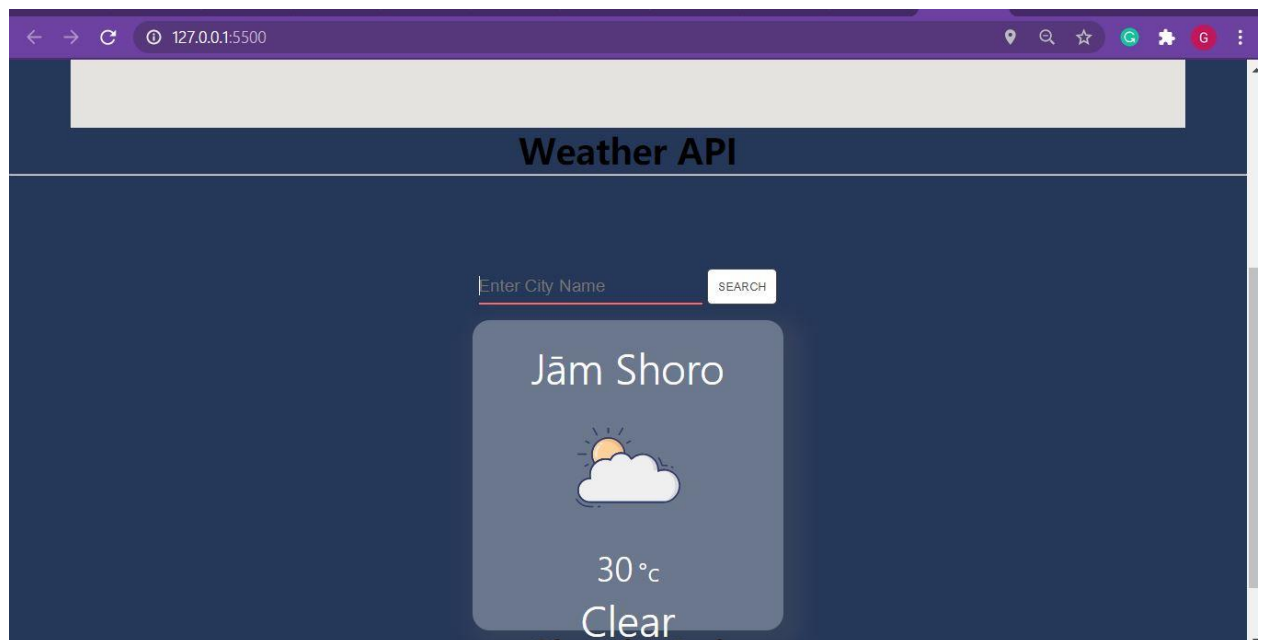 127.0.0.1:5500
G
G
Weather API
Enter City Name
SEARCH
Jām Shoro
30 °c
Clear